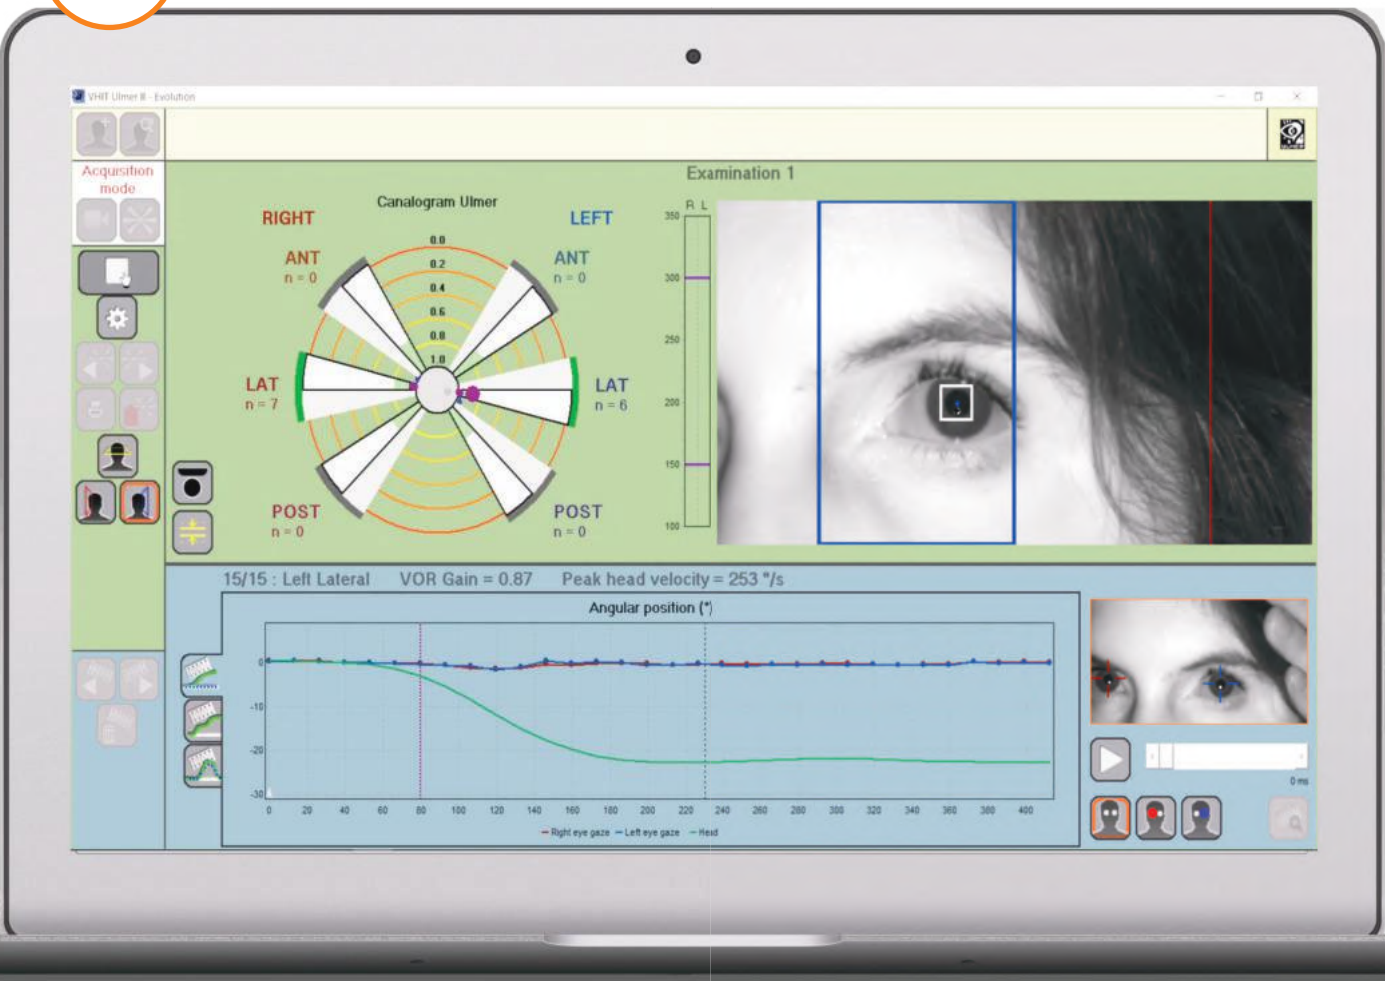 VHIT Ulmer II - Evolution
Acquisition
mode
Examination 1
Canalogram Ulmer
RIGHT
LEFT
ANT
n = 0
ANT
n = 0
0.0
0.2
0.4
0.6
0.8
1.0
LAT
n = 7
LAT
n = 6
POST
n = 0
POST
n = 0
R L
350
300
250
200
150
100
15/15 : Left Lateral VOR Gain = 0.87 Peak head velocity = 253 °/s
Angular position (°)
0
-10
-20
-30
0 20 40 60 80 100 120 140 160 180 200 220 240 260 280 300 320 340 360 380 400
Right eye gaze Left eye gaze Head
0 ms